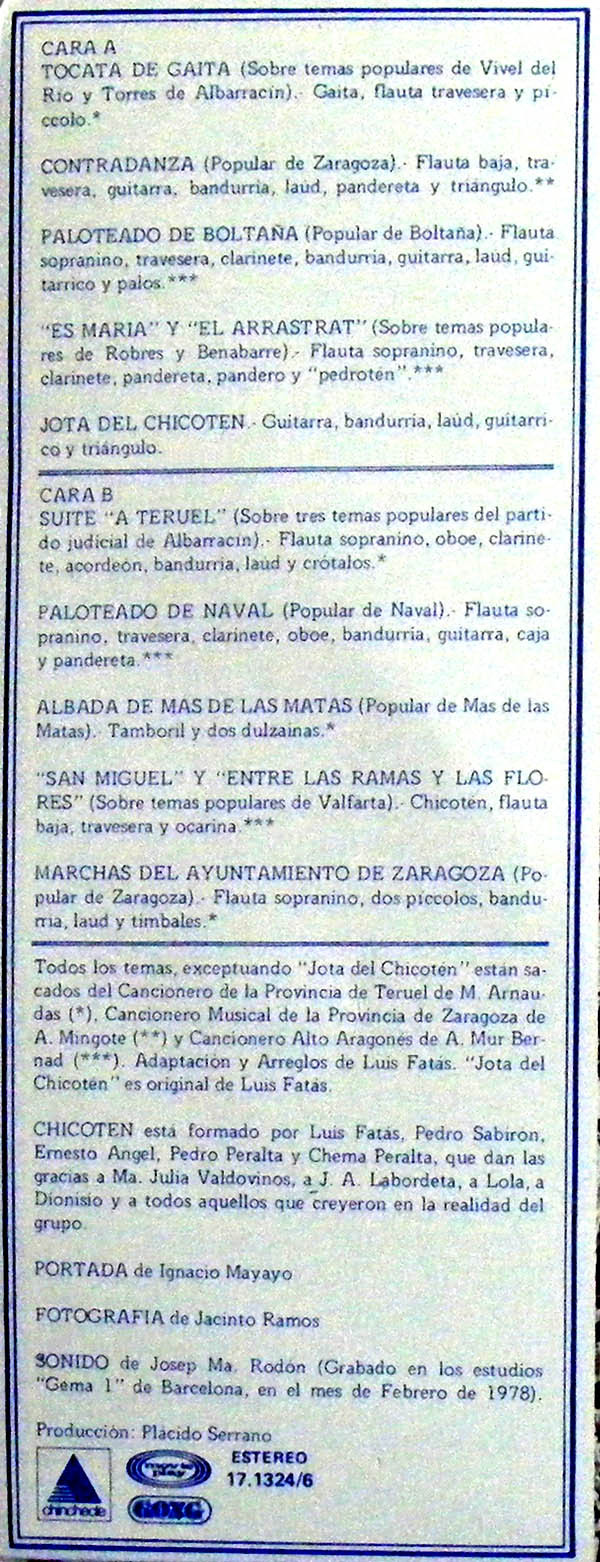 CARA A
TOCATA DE GAITA (Sobre temas populares de Vivel del
Río y Torres de Albarracín).- Gaita, flauta travesera y pí-
ccolo.*
CONTRADANZA (Popular de Zaragoza).- Flauta baja, tra-
vesera, guitarra, bandurria, laúd, pandereta y triángulo.**
PALOTEADO DE BOLTAÑA (Popular de Boltaña).- Flauta
sopranino, travesera, clarinete, bandurria, guitarra, laud, gui-
tarrico y palos.***
"ES MARIA" Y "EL ARRASTRAT" (Sobre temas popula-
res de Robres y Benabarre).- Flauta sopranino, travesera,
clarinete, pandereta, pandero y "pedrotén".***
JOTA DEL CHICOTEN.- Guitarra, bandurria, laúd, guitarri-
co y triángulo.
CARA B
SUITE "A TERUEL" (Sobre tres temas populares del parti-
do judicial de Albarracín).- Flauta sopranino, oboe, clarine-
te, acordeón, bandurria, laud y crótalos.*
PALOTEADO DE NAVAL (Popular de Naval).- Flauta so-
pranino, travesera, clarinete, oboe, bandurria, guitarra, caja
y pandereta.***
ALBADA DE MAS DE LAS MATAS (Popular de Mas de las
Matas).- Tamboril y dos dulzainas.*
"SAN MIGUEL" Y "ENTRE LAS RAMAS Y LAS FLO-
RES" (Sobre temas populares de Valfarta).- Chicotén, flauta
baja, travesera y ocarina.***
MARCHAS DEL AYUNTAMIENTO DE ZARAGOZA (Po-
pular de Zaragoza).- Flauta sopranino, dos píccolos, bandu-
rria, laud y timbales.*
Todos los temas, exceptuando "Jota del Chicotén" están sa-
cados del Cancionero de la Provincia de Teruel de M. Arnau-
das (*), Cancionero Musical de la Provincia de Zaragoza de
A. Mingote (**) y Cancionero Alto Aragonés de A. Mur Ber-
nad (***). Adaptación y Arreglos de Luis Fatás. "Jota del
Chicotén" es original de Luis Fatás.
CHICOTEN está formado por Luis Fatás, Pedro Sabirón,
Ernesto Angel, Pedro Peralta y Chema Peralta, que dan las
gracias a Ma. Julia Valdovinos, a J. A. Labordeta, a Lola, a
Dionisio y a todos aquellos que creyeron en la realidad del
grupo.
PORTADA de Ignacio Mayayo
FOTOGRAFIA de Jacinto Ramos
SONIDO de Josep Ma. Rodón (Grabado en los estudios
"Gema 1" de Barcelona, en el mes de Febrero de 1978).
Producción: Plácido Serrano
chinchecle
movie play
GONG
ESTEREO
17.1324/6